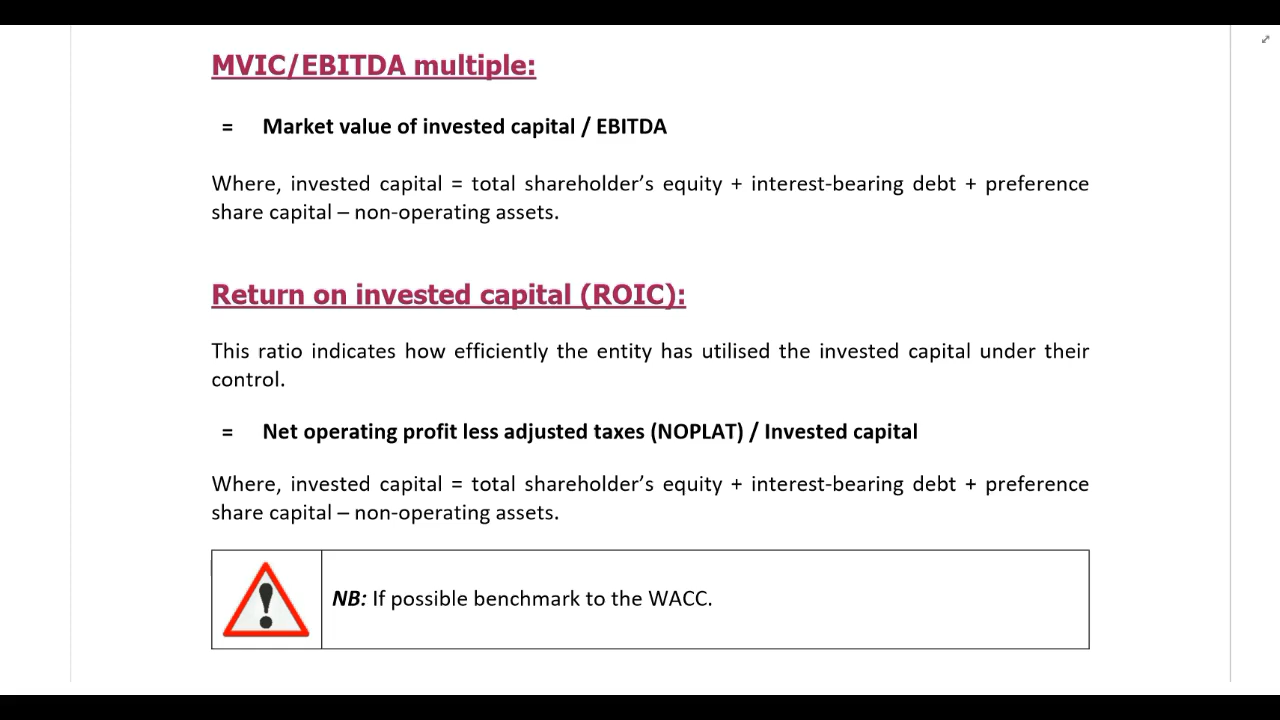 MVIC/EBITDA multiple:
= Market value of invested capital / EBITDA
Where, invested capital = total shareholder’s equity + interest-bearing debt + preference
share capital – non-operating assets.
Return on invested capital (ROIC):
This ratio indicates how efficiently the entity has utilised the invested capital under their
control.
= Net operating profit less adjusted taxes (NOPLAT) / Invested capital
Where, invested capital = total shareholder’s equity + interest-bearing debt + preference
share capital – non-operating assets.
NB: If possible benchmark to the WACC.